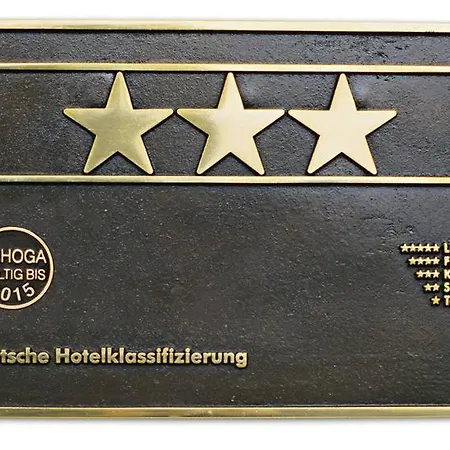 HOGA
LTIG BIS
015
★★★★★ L
★★★★ F
★★★ K
★★ S
★ T
tsche Hotelklassifizierung